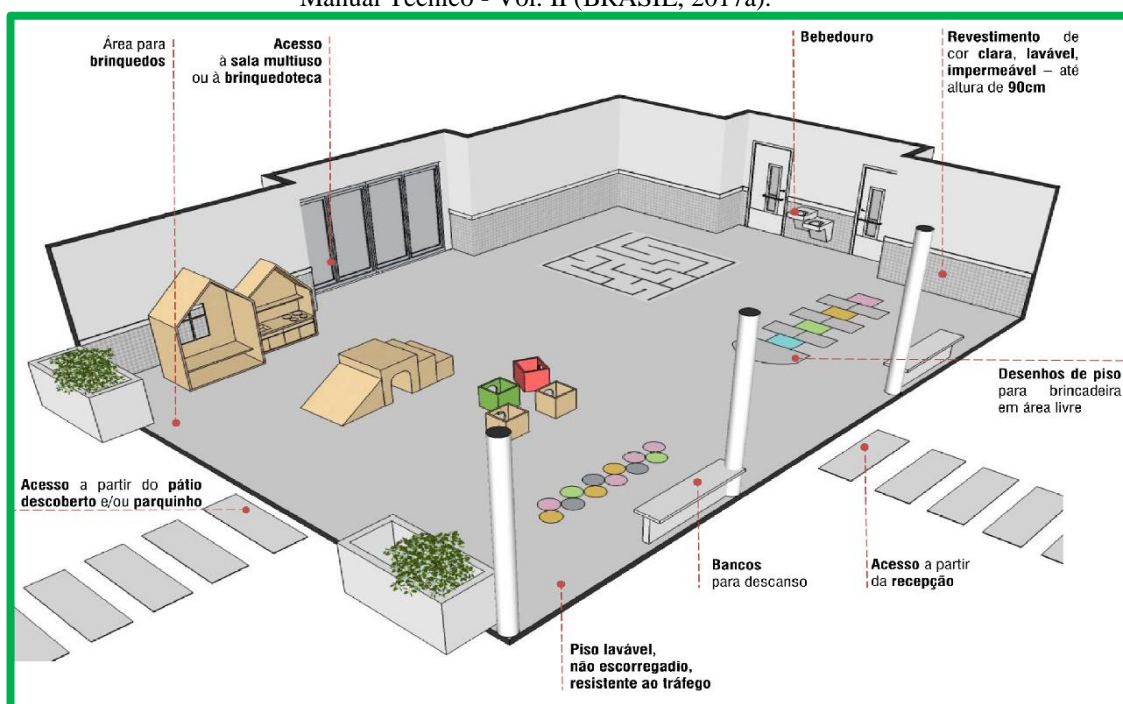 Manual Técnico - Vol. II (BRASIL, 2017a).
Área para
brinquedos
Acesso
à sala multiuso
ou à brinquedoteca
Bebedouro
Revestimento de
cor clara, lavável,
impermeável – até
altura de 90cm
Desenhos de piso
para brincadeira
em área livre
Acesso a partir do pátio
descoberto e/ou parquinho
Bancos
para descanso
Acesso a partir
da recepção
Piso lavável,
não escorregadio,
resistente ao tráfego